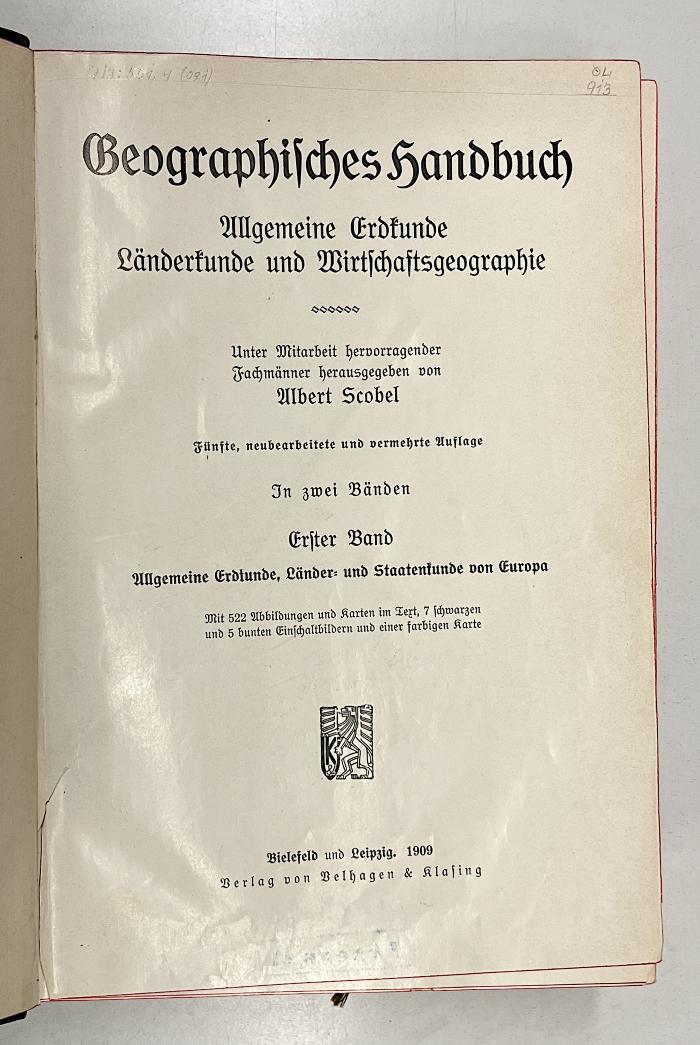 OL
913
Geographisches Handbuch
Allgemeine Erdkunde
Länderkunde und Wirtschaftsgeographie
Unter Mitarbeit hervorragender
Fachmänner herausgegeben von
Albert Scobel
Fünfte, neubearbeitete und vermehrte Auflage
In zwei Bänden
Erster Band
Allgemeine Erdkunde, Länder- und Staatenkunde von Europa
Mit 522 Abbildungen und Karten im Text, 7 schwarzen
und 5 bunten Einschaltbildern und einer farbigen Karte
Bielefeld und Leipzig. 1909
Verlag von Velhagen & Klasing